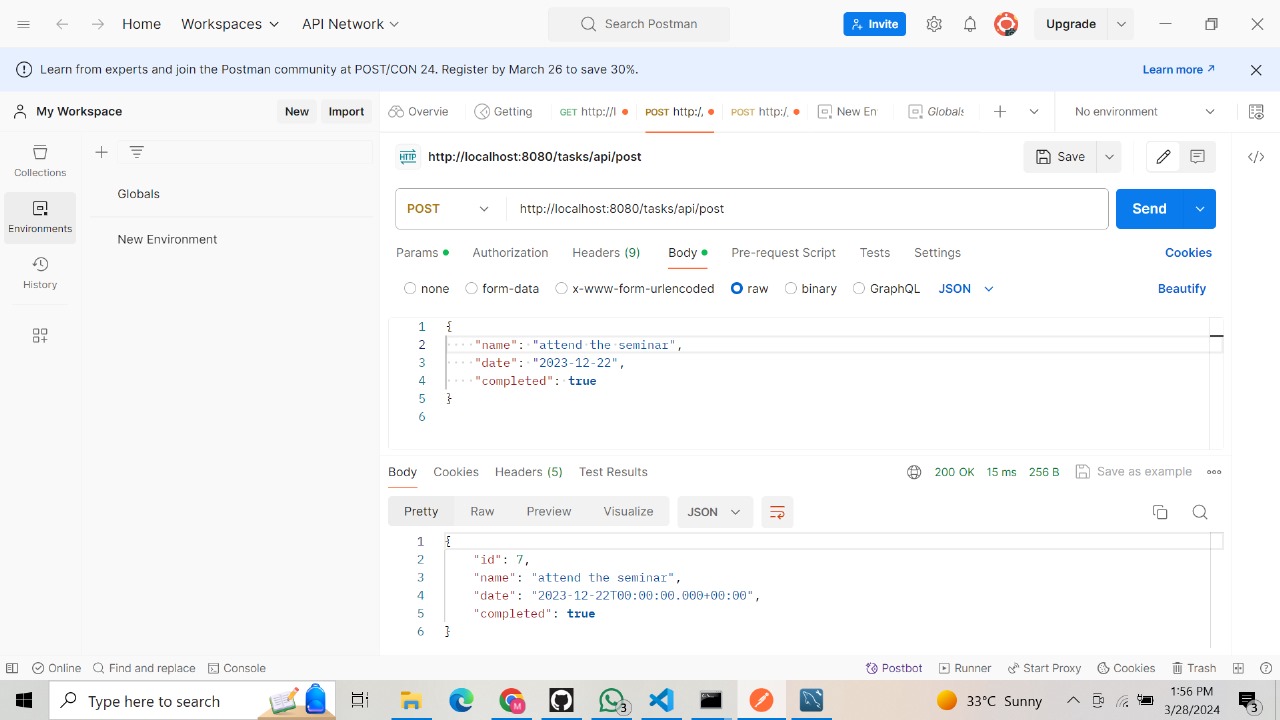 Home Workspaces API Network Search Postman Invite Upgrade
Learn from experts and join the Postman community at POST/CON 24. Register by March 26 to save 30%. Learn more
My Workspace New Import Overvie Getting GET http://l POST http:/, POST http:/, New En Globals No environment
Collections
Environments
History
Globals
New Environment
HTTP http://localhost:8080/tasks/api/post Save
POST http://localhost:8080/tasks/api/post Send
Params Authorization Headers (9) Body Pre-request Script Tests Settings Cookies
none form-data x-www-form-urlencoded raw binary GraphQL JSON Beautify
1 {
2 "name": "attend the seminar",
3 "date": "2023-12-22",
4 "completed": true
5 }
6
Body Cookies Headers (5) Test Results 200 OK 15 ms 256 B Save as example
Pretty Raw Preview Visualize JSON
1 {
2 "id": 7,
3 "name": "attend the seminar",
4 "date": "2023-12-22T00:00:00.000+00:00",
5 "completed": true
6 }
Online Find and replace Console Postbot Runner Start Proxy Cookies Trash
Type here to search 3 33°C Sunny 1:56 PM 3
3/28/2024